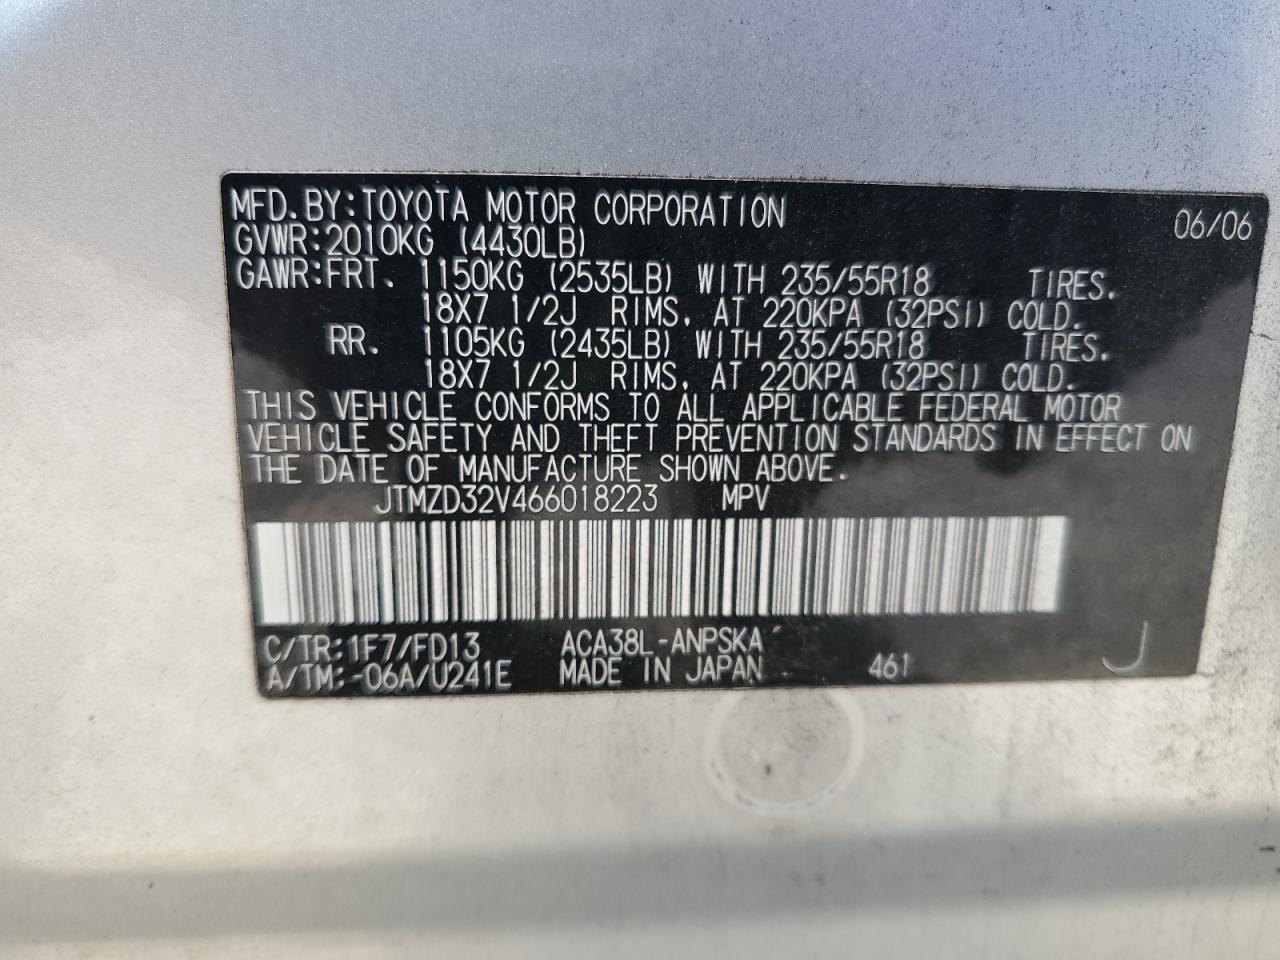 MFD.BY:TOYOTA MOTOR CORPORATION 06/06
GVWR:2010KG (4430LB)
GAWR:FRT. 1150KG (2535LB) WITH 235/55R18 TIRES.
18X7 1/2J RIMS, AT 220KPA (32PSI) COLD.
RR. 1105KG (2435LB) WITH 235/55R18 TIRES.
18X7 1/2J RIMS, AT 220KPA (32PSI) COLD.
THIS VEHICLE CONFORMS TO ALL APPLICABLE FEDERAL MOTOR
VEHICLE SAFETY AND THEFT PREVENTION STANDARDS IN EFFECT ON
THE DATE OF MANUFACTURE SHOWN ABOVE.
JTMZD32V466018223 MPV
C/TR:1F7/FD13 ACA38L-ANPSKA
A/TM:-06A/U241E MADE IN JAPAN 461 J